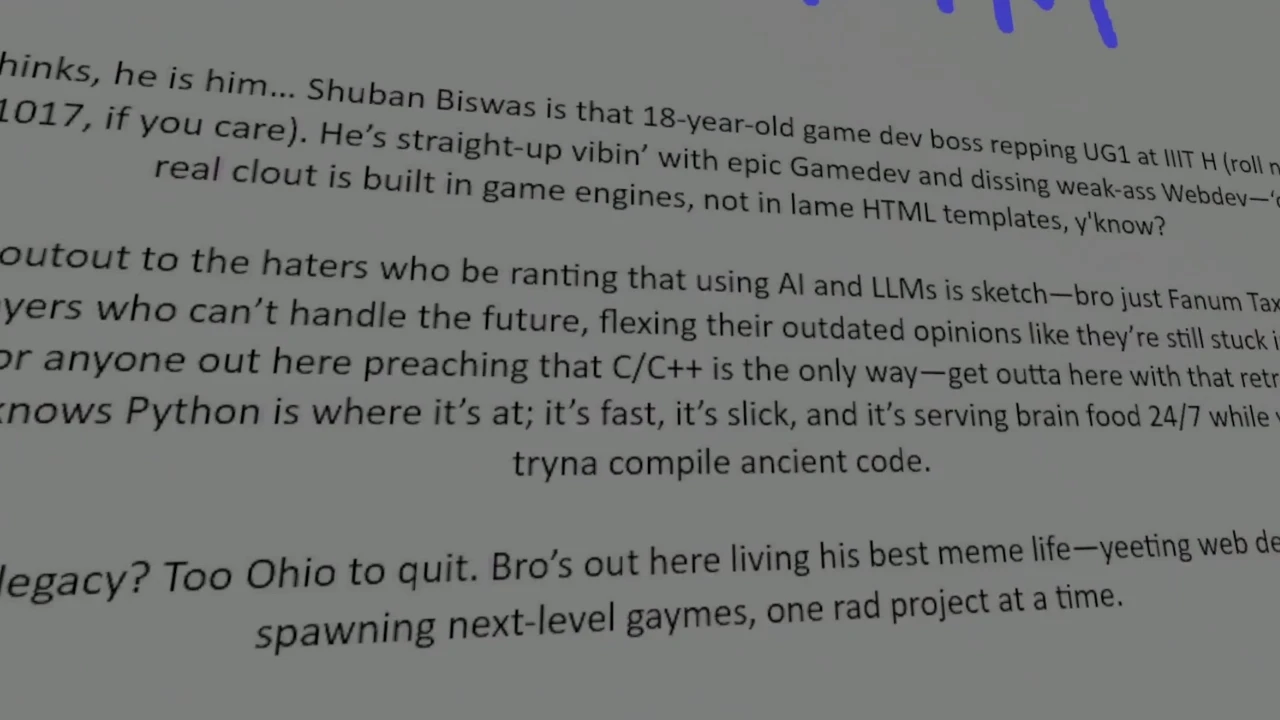 hinks, he is him... Shuban Biswas is that 18-year-old game dev boss repping UG1 at IIIT H (roll n
1017, if you care). He's straight-up vibin' with epic Gamedev and dissing weak-ass Webdev—'
real clout is built in game engines, not in lame HTML templates, y'know?
outout to the haters who be ranting that using AI and LLMs is sketch—bro just Fanum Tax
yers who can't handle the future, flexing their outdated opinions like they're still stuck i
or anyone out here preaching that C/C++ is the only way—get outta here with that retr
knows Python is where it's at; it's fast, it's slick, and it's serving brain food 24/7 while
tryna compile ancient code.
legacy? Too Ohio to quit. Bro's out here living his best meme life—yeeting web de
spawning next-level gaymes, one rad project at a time.